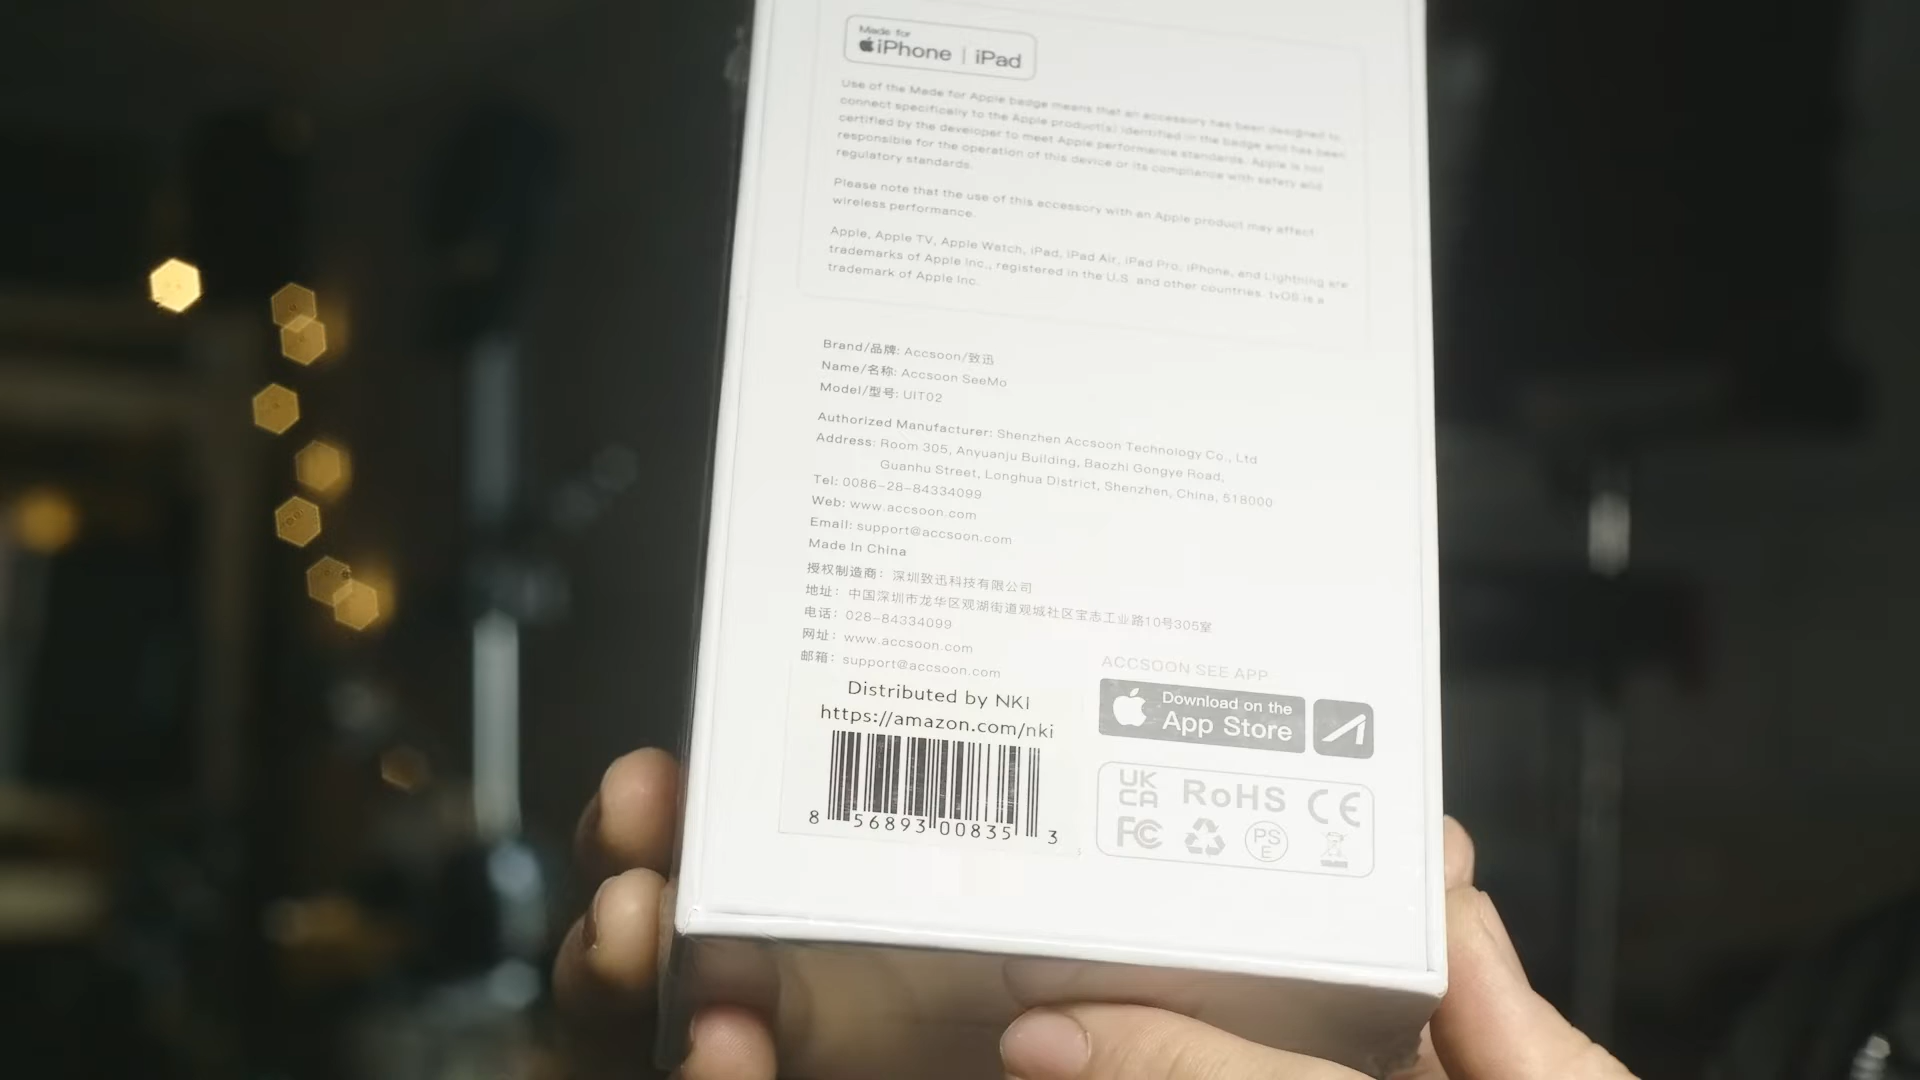 Made for
iPhone | iPad
Use of the Made for Apple badge means that an accessory has been designed to
connect specifically to the Apple product(s) identified in the badge and has been
certified by the developer to meet Apple performance standards. Apple is not
responsible for the operation of this device or its compliance with safety and
regulatory standards.
Please note that the use of this accessory with an Apple product may affect
wireless performance.
Apple, Apple TV, Apple Watch, iPad, iPad Air, iPad Pro, iPhone, and Lightning are
trademarks of Apple Inc., registered in the U.S. and other countries. tvOS is a
trademark of Apple Inc.
Brand/品牌: Accsoon/致迅
Name/名称: Accsoon SeeMo
Model/型号: UIT02
Authorized Manufacturer: Shenzhen Accsoon Technology Co., Ltd
Address: Room 305, Anyuanju Building, Baozhi Gongye Road,
Guanhu Street, Longhua District, Shenzhen, China, 518000
Tel: 0086-28-84334099
Web: www.accsoon.com
Email: support@accsoon.com
Made In China
授权制造商: 深圳致迅科技有限公司
地址: 中国深圳市龙华区观湖街道观城社区宝志工业路10号305室
电话: 028-84334099
网址: www.accsoon.com
邮箱: support@accsoon.com
Distributed by NKi
https://amazon.com/nki
8 56893 00835 3
ACCSOON SEE APP
Download on the
App Store
UK
CA
RoHS
CE
FC
PS
E